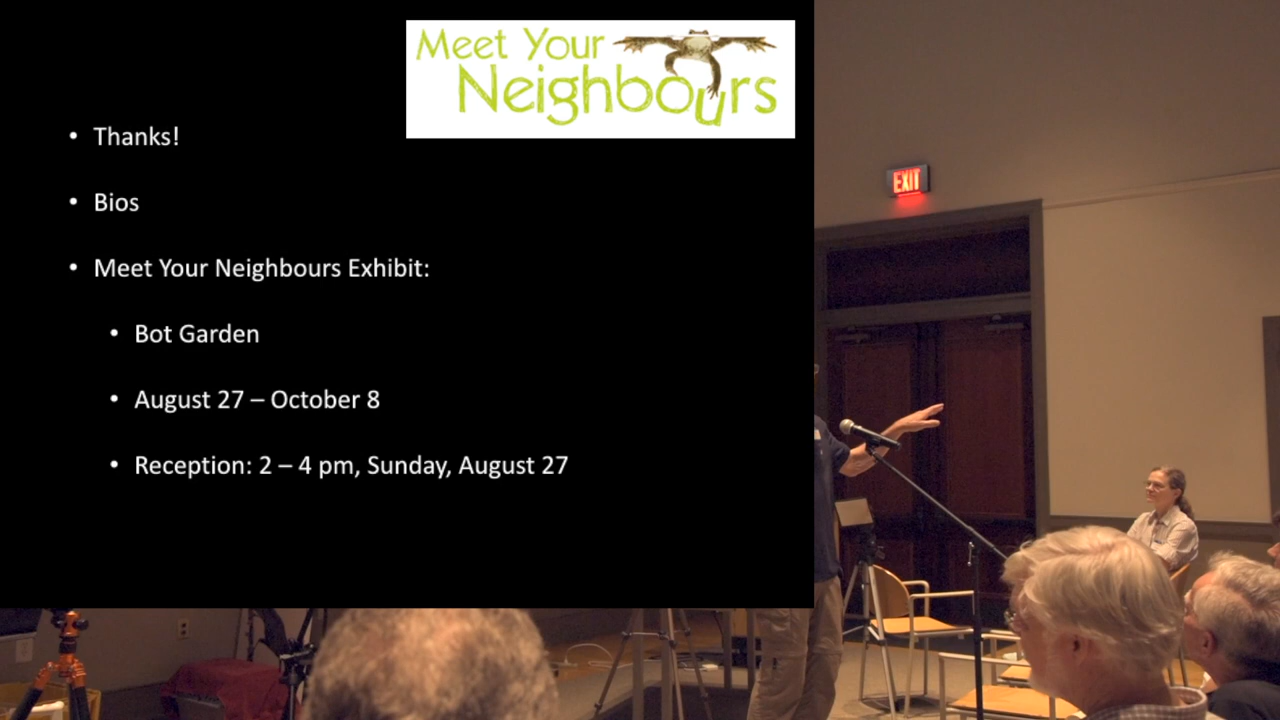 Meet Your
Neighbours
• Thanks!
• Bios
• Meet Your Neighbours Exhibit:
• Bot Garden
• August 27 – October 8
• Reception: 2 – 4 pm, Sunday, August 27
EXIT